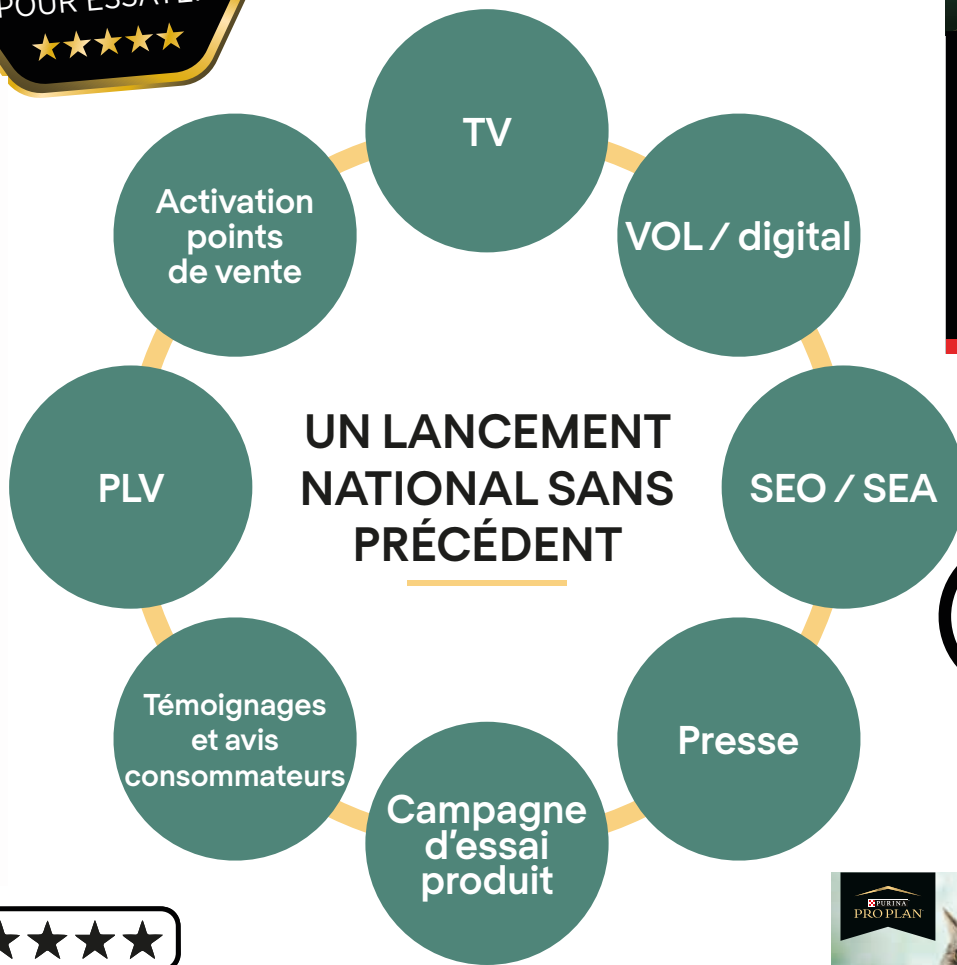 POUR ESSAYER
TV
Activation
points
de vente
VOL / digital
UN LANCEMENT
NATIONAL SANS
PRÉCÉDENT
PLV
SEO / SEA
Témoignages
et avis
consommateurs
Presse
Campagne
d'essai
produit
PURINA
PRO PLAN